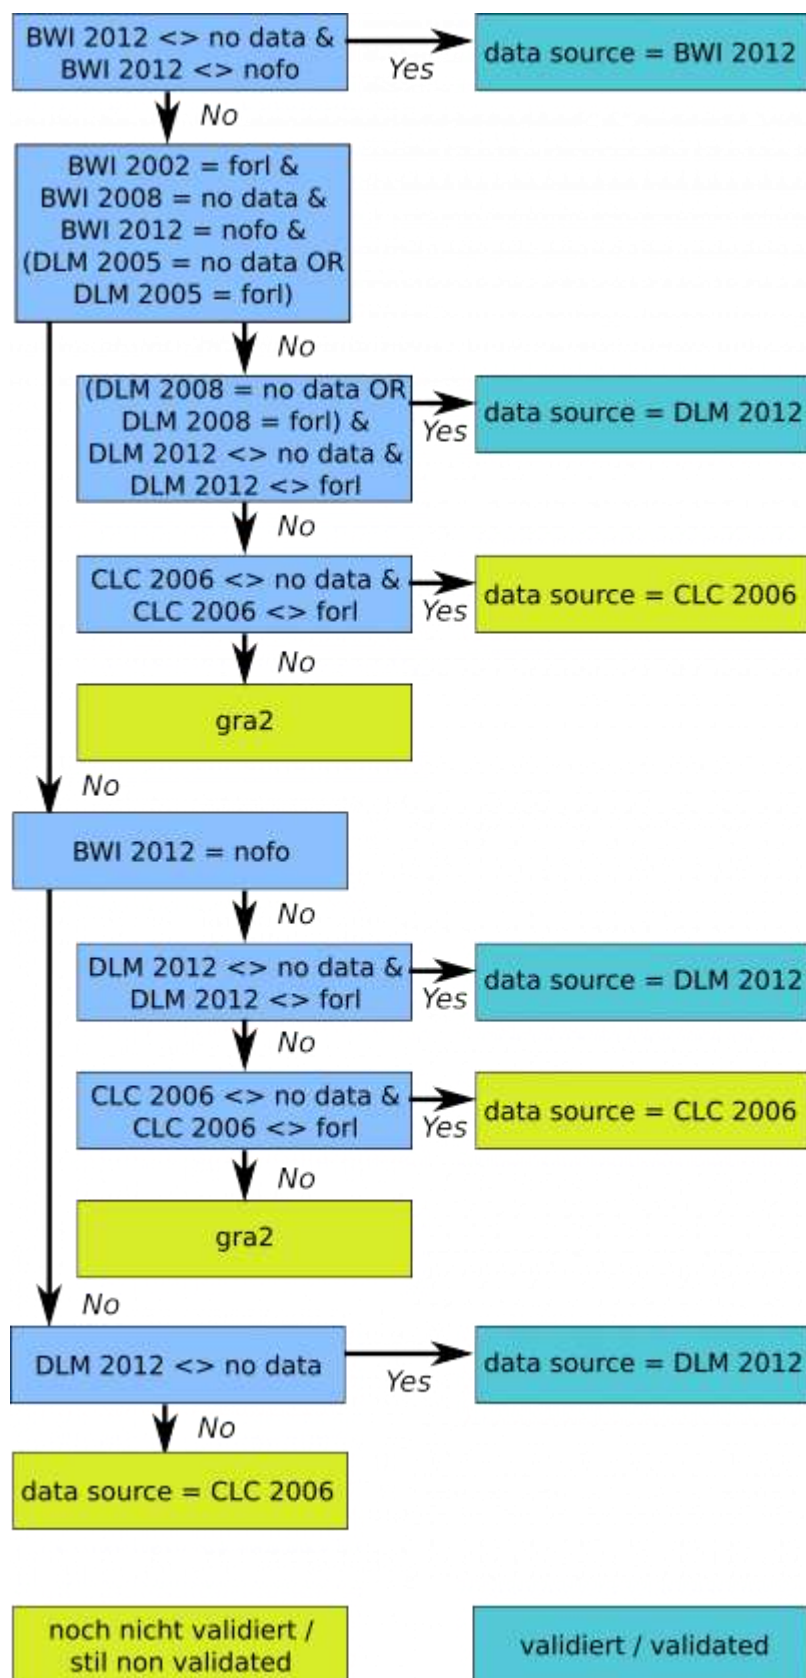 BWI 2012 <> no data &
BWI 2012 <> nofo
Yes
data source = BWI 2012
No
BWI 2002 = forl &
BWI 2008 = no data &
BWI 2012 = nofo &
(DLM 2005 = no data OR
DLM 2005 = forl)
No
(DLM 2008 = no data OR
DLM 2008 = forl) &
DLM 2012 <> no data &
DLM 2012 <> forl
Yes
data source = DLM 2012
No
CLC 2006 <> no data &
CLC 2006 <> forl
Yes
data source = CLC 2006
No
gra2
No
BWI 2012 = nofo
No
DLM 2012 <> no data &
DLM 2012 <> forl
Yes
data source = DLM 2012
No
CLC 2006 <> no data &
CLC 2006 <> forl
Yes
data source = CLC 2006
No
gra2
No
DLM 2012 <> no data
Yes
data source = DLM 2012
No
data source = CLC 2006
noch nicht validiert /
stil non validated
validiert / validated